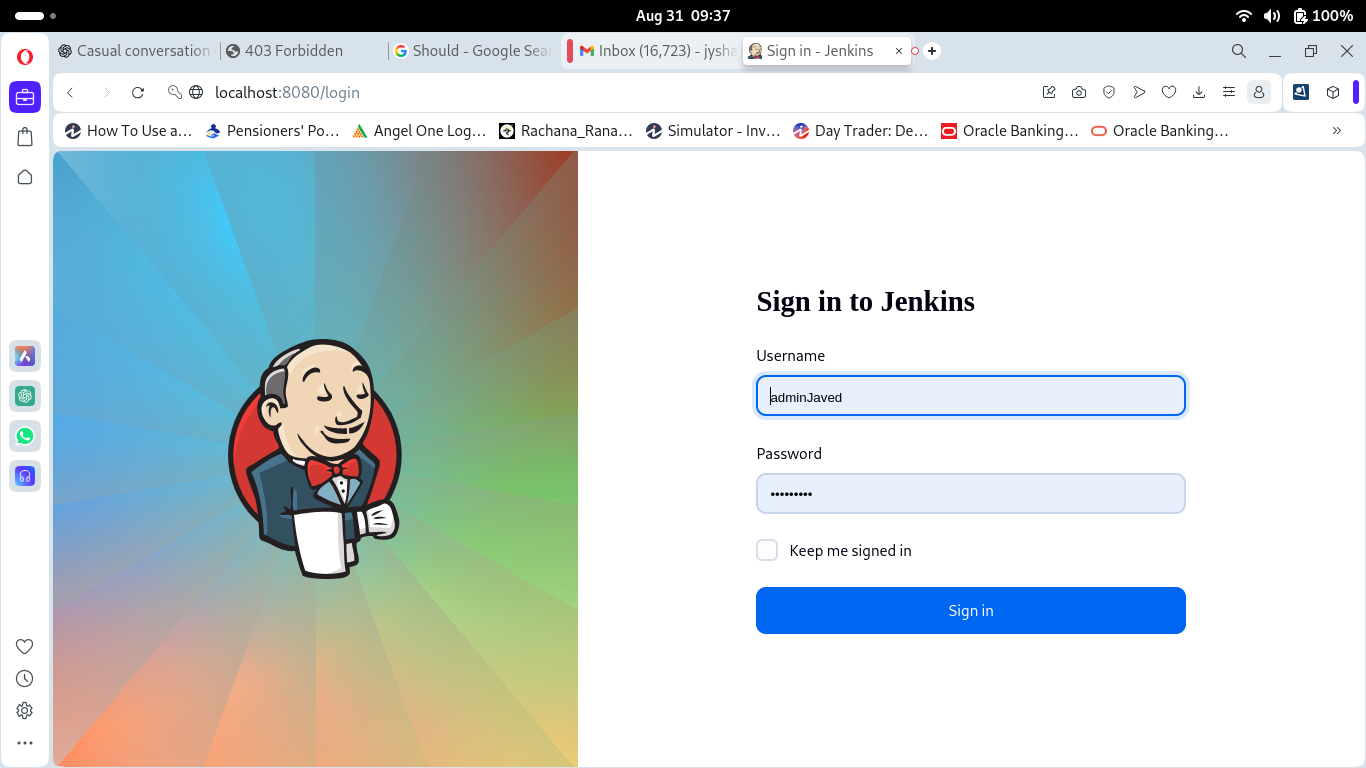 Aug 31 09:37
100%
Casual conversation
403 Forbidden
Should - Google Sea
Inbox (16,723) - jysha
Sign in - Jenkins
localhost:8080/login
How To Use a...
Pensioners' Po...
Angel One Log...
Rachana_Rana...
Simulator - Inv...
Day Trader: De...
Oracle Banking...
Oracle Banking...
Sign in to Jenkins
Username
adminJaved
Password
•••••••••
Keep me signed in
Sign in